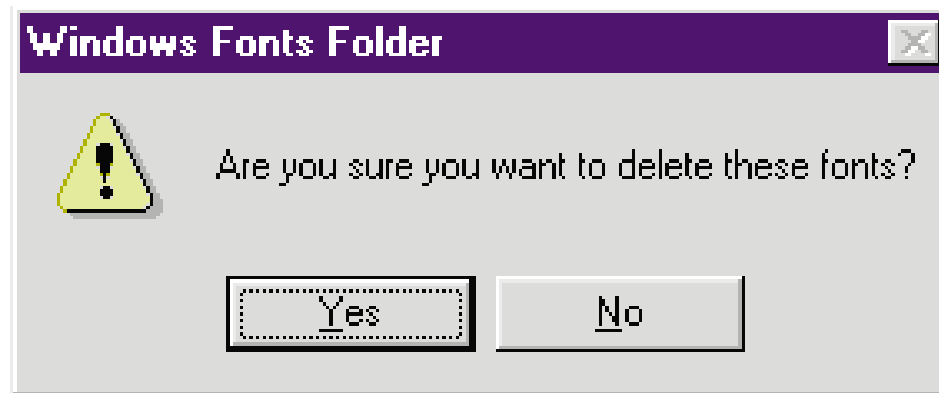 Windows Fonts Folder
Are you sure you want to delete these fonts?
Yes
No